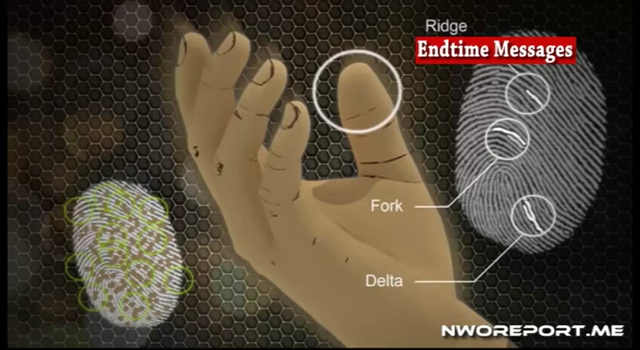 Ridge
Endtime Messages
Fork
Delta
NWOREPORT.ME